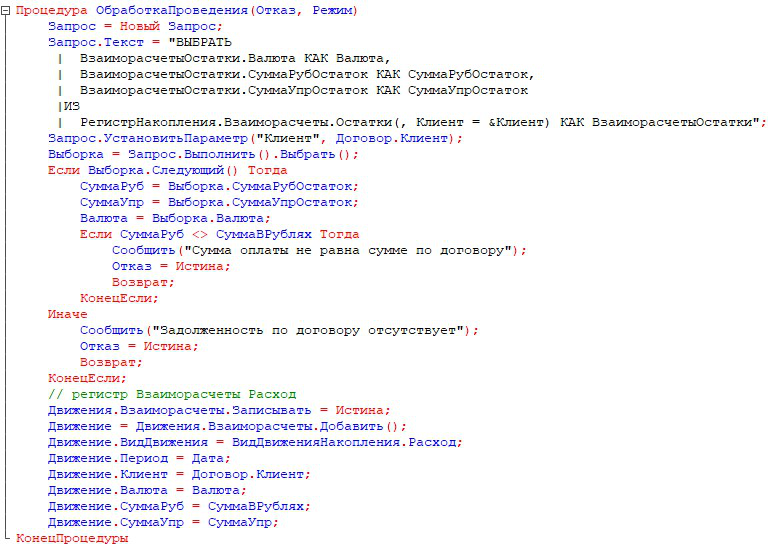 Процедура ОбработкаПроведения(Отказ, Режим)
Запрос = Новый Запрос;
Запрос.Текст = "ВЫБРАТЬ
| ВзаиморасчетыОстатки.Валюта КАК Валюта,
| ВзаиморасчетыОстатки.СуммаРубОстаток КАК СуммаРубОстаток,
| ВзаиморасчетыОстатки.СуммаУпрОстаток КАК СуммаУпрОстаток
|ИЗ
| РегистрНакопления.Взаиморасчеты.Остатки(, Клиент = &Клиент) КАК ВзаиморасчетыОстатки";
Запрос.УстановитьПараметр("Клиент", Договор.Клиент);
Выборка = Запрос.Выполнить().Выбрать();
Если Выборка.Следующий() Тогда
СуммаРуб = Выборка.СуммаРубОстаток;
СуммаУпр = Выборка.СуммаУпрОстаток;
Валюта = Выборка.Валюта;
Если СуммаРуб <> СуммаВРублях Тогда
Сообщить("Сумма оплаты не равна сумме по договору");
Отказ = Истина;
Возврат;
КонецЕсли;
Иначе
Сообщить("Задолженность по договору отсутствует");
Отказ = Истина;
Возврат;
КонецЕсли;
// регистр Взаиморасчеты Расход
Движения.Взаиморасчеты.Записывать = Истина;
Движение = Движения.Взаиморасчеты.Добавить();
Движение.ВидДвижения = ВидДвиженияНакопления.Расход;
Движение.Период = Дата;
Движение.Клиент = Договор.Клиент;
Движение.Валюта = Валюта;
Движение.СуммаРуб = СуммаВРублях;
Движение.СуммаУпр = СуммаУпр;
КонецПроцедуры